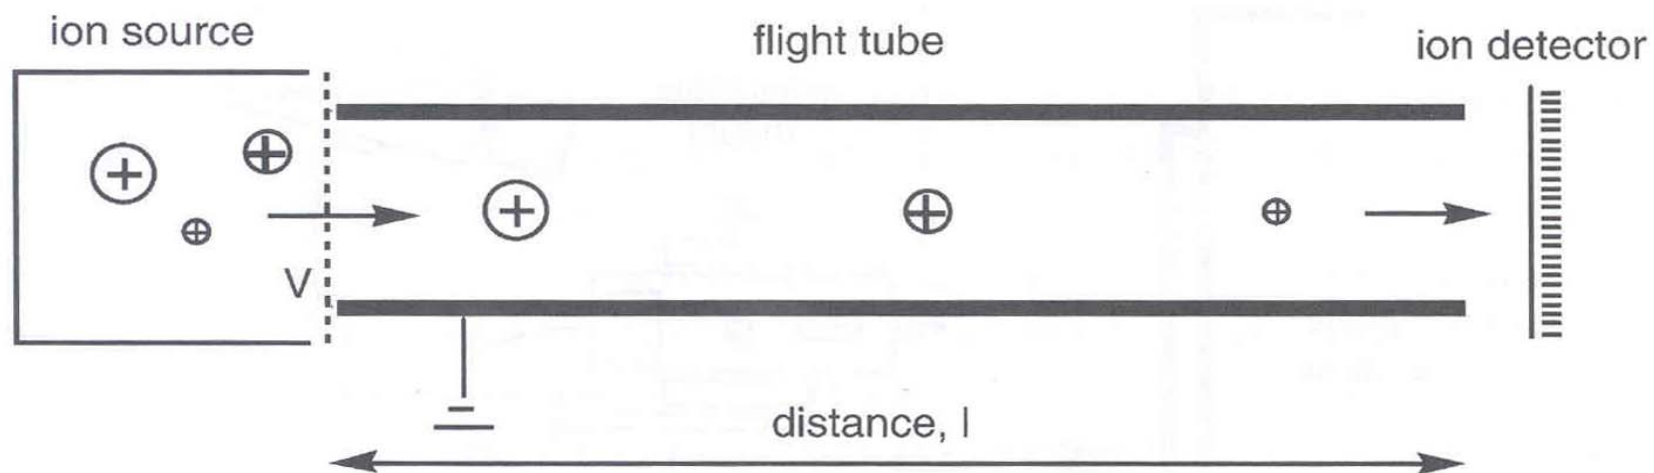 ion source
flight tube
ion detector
V
distance, l